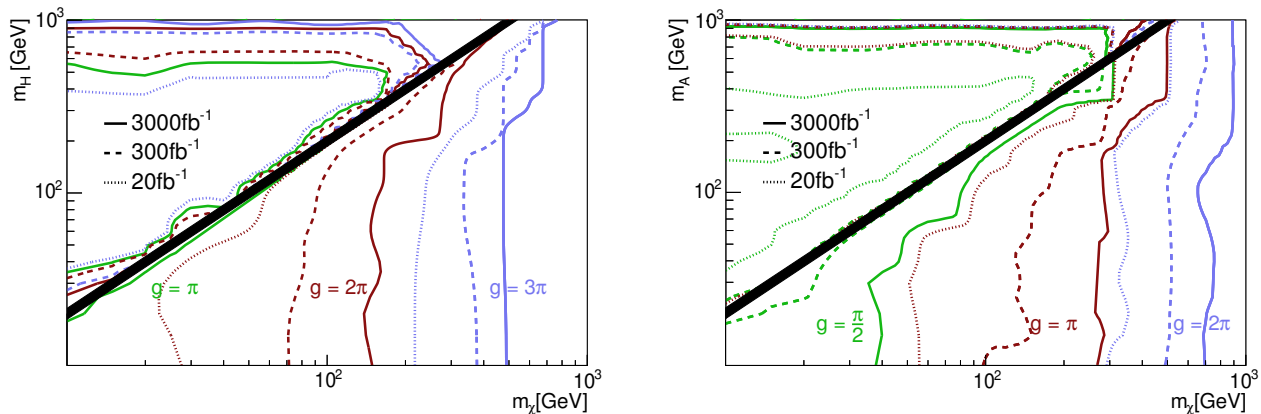 10³
m_H [GeV]
3000fb⁻¹
300fb⁻¹
20fb⁻¹
10²
g = π
g = 2π
g = 3π
10²
10³
m_χ[GeV]
10³
m_A [GeV]
3000fb⁻¹
300fb⁻¹
20fb⁻¹
10²
g = π/2
g = π
g = 2π
10²
10³
m_χ[GeV]